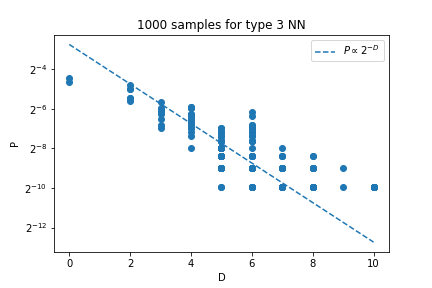 1000 samples for type 3 NN
P ∝ 2^{-D}
P
2^{-4}
2^{-6}
2^{-8}
2^{-10}
2^{-12}
0 2 4 6 8 10
D